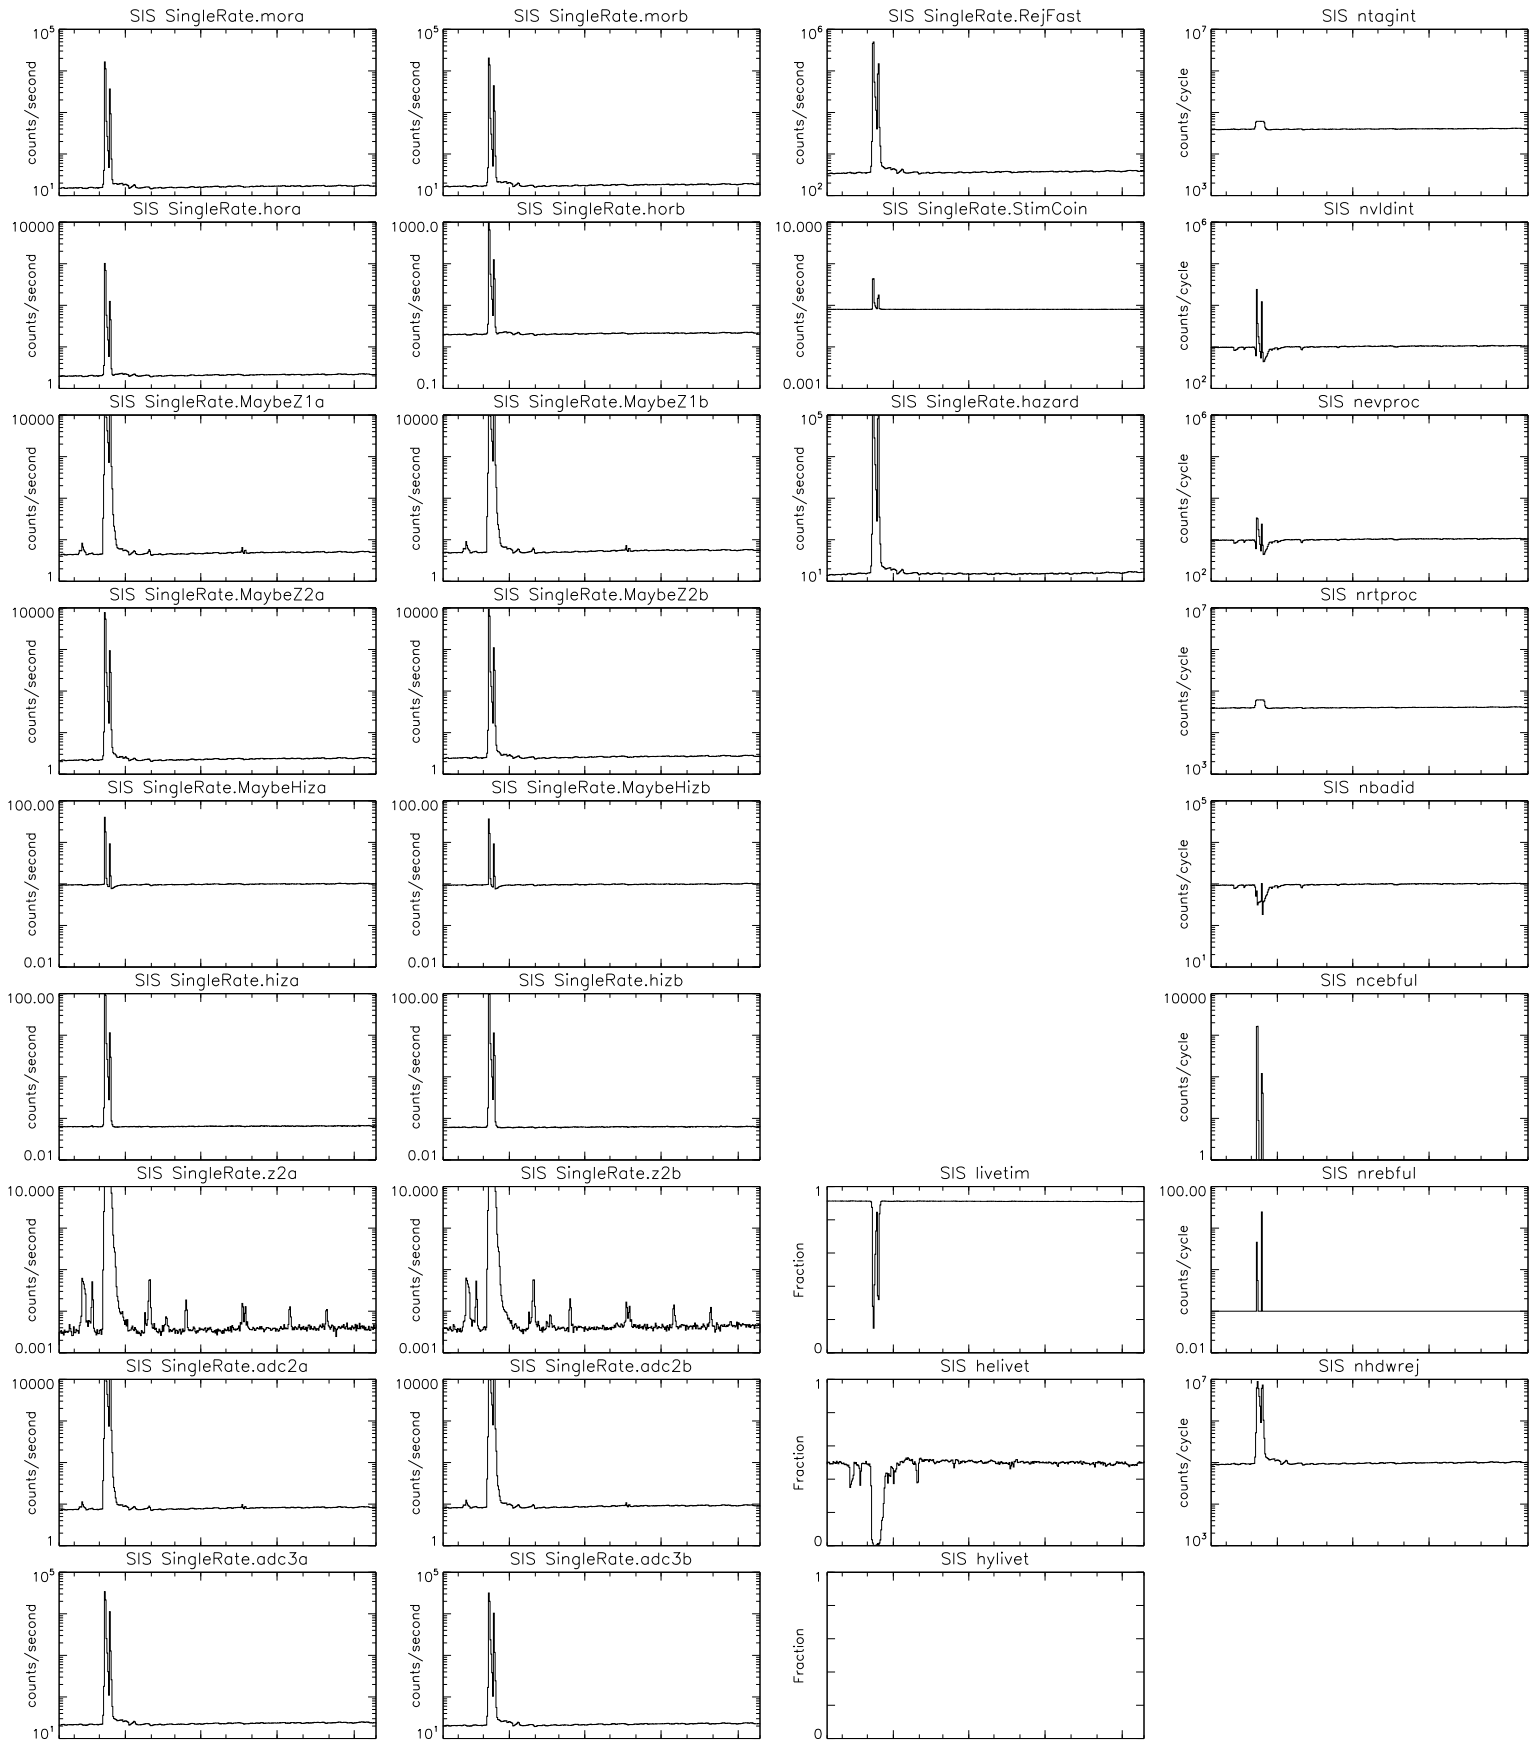 SIS SingleRate.mora
SIS SingleRate.morb
SIS SingleRate.RejFast
SIS ntagint
10^5
counts/second
10^1
10^5
counts/second
10^1
10^6
counts/second
10^2
10^7
counts/cycle
10^3
SIS SingleRate.hora
SIS SingleRate.horb
SIS SingleRate.StimCoin
SIS nvldint
10000
counts/second
1
1000.0
counts/second
0.1
10.000
counts/second
0.001
10^6
counts/cycle
10^2
SIS SingleRate.MaybeZ1a
SIS SingleRate.MaybeZ1b
SIS SingleRate.hazard
SIS nevproc
10000
counts/second
1
10000
counts/second
1
10^5
counts/second
10^1
10^6
counts/cycle
10^2
SIS SingleRate.MaybeZ2a
SIS SingleRate.MaybeZ2b
SIS nrtproc
10000
counts/second
1
10000
counts/second
1
10^7
counts/cycle
10^3
SIS SingleRate.MaybeHiza
SIS SingleRate.MaybeHizb
SIS nbadid
100.00
counts/second
0.01
100.00
counts/second
0.01
10^5
counts/cycle
10^1
SIS SingleRate.hiza
SIS SingleRate.hizb
SIS ncebful
100.00
counts/second
0.01
100.00
counts/second
0.01
10000
counts/cycle
1
SIS SingleRate.z2a
SIS SingleRate.z2b
SIS livetim
SIS nrebful
10.000
counts/second
0.001
10.000
counts/second
0.001
1
Fraction
0
100.00
counts/cycle
0.01
SIS SingleRate.adc2a
SIS SingleRate.adc2b
SIS helivet
SIS nhdwrej
10000
counts/second
1
10000
counts/second
1
1
Fraction
0
10^7
counts/cycle
10^3
SIS SingleRate.adc3a
SIS SingleRate.adc3b
SIS hylivet
10^5
counts/second
10^1
10^5
counts/second
10^1
1
Fraction
0